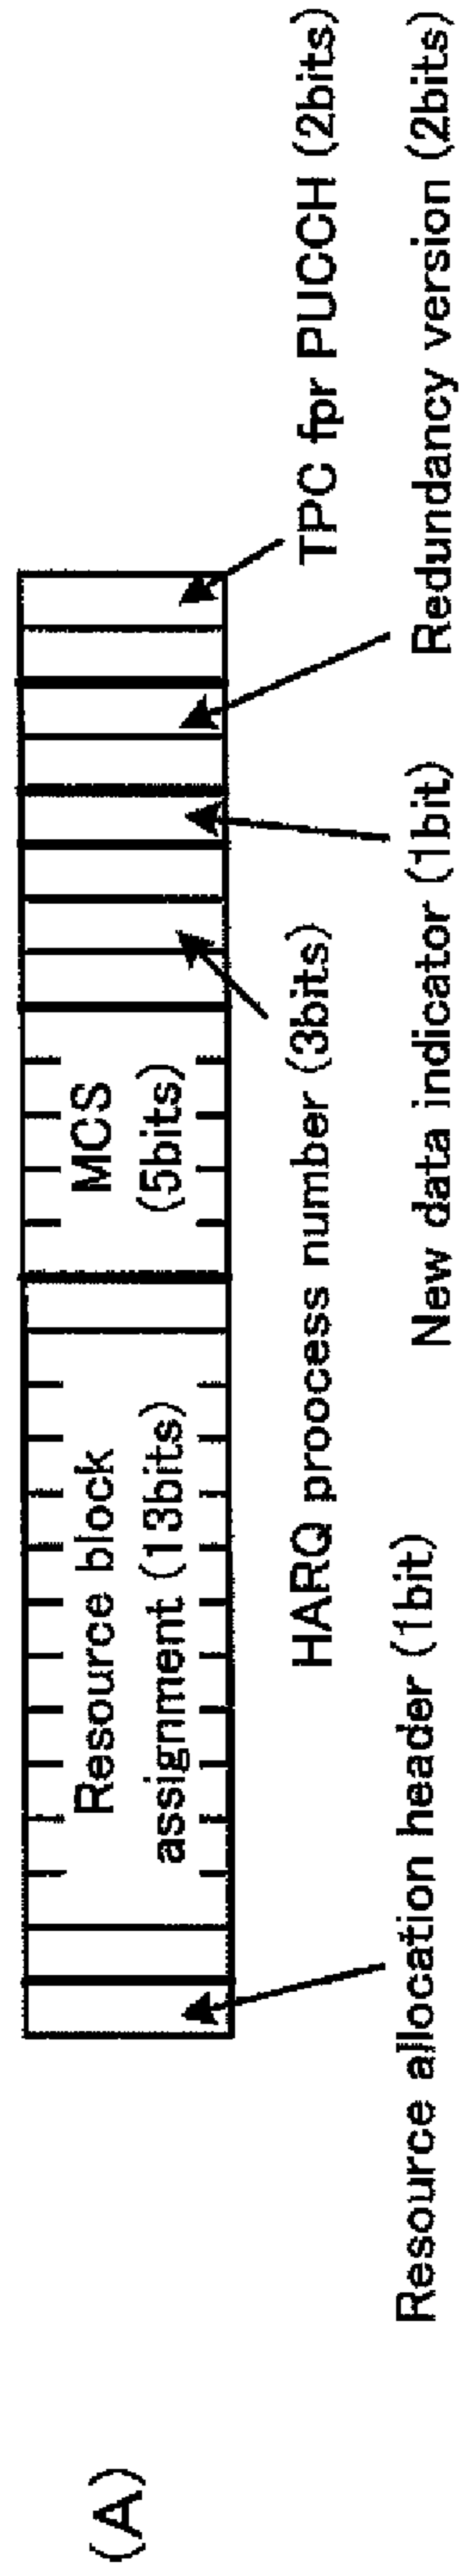 (A)
Resource block
assignment (13bits)
MCS
(5bits)
HARQ proocess number (3bits)
TPC fpr PUCCH (2bits)
Resource allocation header (1bit)
New data indicator (1bit)
Redundancy version (2bits)